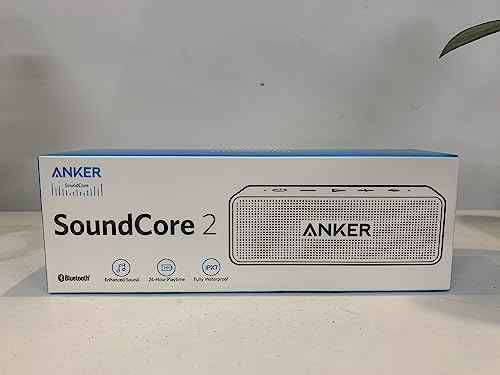 ANKER
SoundCore
SoundCore 2
ANKER
IPX7
Bluetooth®
Enhanced Sound
24-Hour Playtime
Fully Waterproof